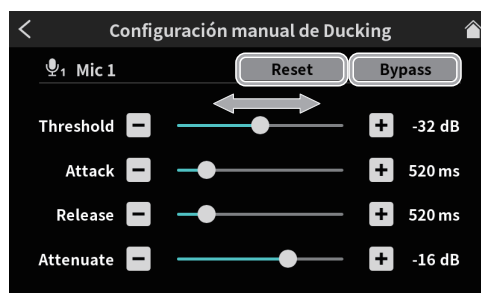 Configuración manual de Ducking
1 Mic 1 Reset Bypass
Threshold - + -32 dB
Attack - + 520 ms
Release - + 520 ms
Attenuate - + -16 dB